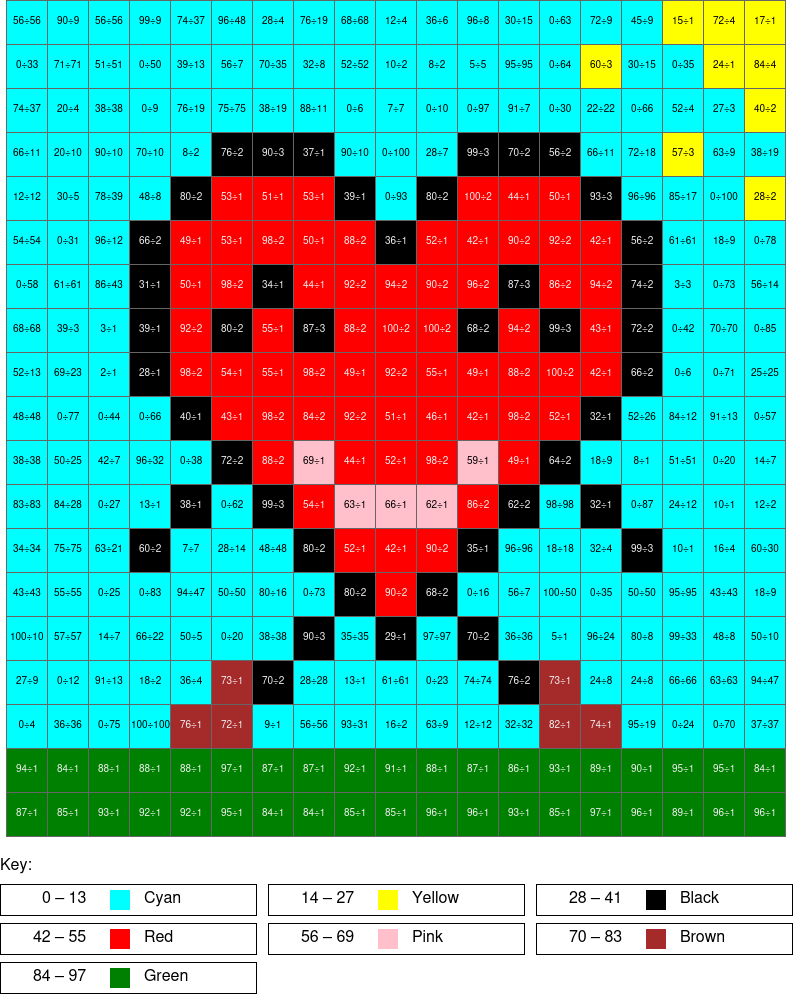 56÷56 90÷9 56÷56 99÷9 74÷37 96÷48 28÷4 76÷19 68÷68 12÷4 36÷6 96÷8 30÷15 0÷63 72÷9 45÷9 15÷1 72÷4 17÷1
0÷33 71÷71 51÷51 0÷50 39÷13 56÷7 70÷35 32÷8 52÷52 10÷2 8÷2 5÷5 95÷95 0÷64 60÷3 30÷15 0÷35 24÷1 84÷4
74÷37 20÷4 38÷38 0÷9 76÷19 75÷75 38÷19 88÷11 0÷6 7÷7 0÷10 0÷97 91÷7 0÷30 22÷22 0÷66 52÷4 27÷3 40÷2
66÷11 20÷10 90÷10 70÷10 8÷2 76÷2 90÷3 37÷1 90÷10 0÷100 28÷7 99÷3 70÷2 56÷2 66÷11 72÷18 57÷3 63÷9 38÷19
12÷12 30÷5 78÷39 48÷8 80÷2 53÷1 51÷1 53÷1 39÷1 0÷93 80÷2 100÷2 44÷1 50÷1 93÷3 96÷96 85÷17 0÷100 28÷2
54÷54 0÷31 96÷12 66÷2 49÷1 53÷1 98÷2 50÷1 88÷2 36÷1 52÷1 42÷1 90÷2 92÷2 42÷1 56÷2 61÷61 18÷9 0÷78
0÷58 61÷61 86÷43 31÷1 50÷1 98÷2 34÷1 44÷1 92÷2 94÷2 90÷2 96÷2 87÷3 86÷2 94÷2 74÷2 3÷3 0÷73 56÷14
68÷68 39÷3 3÷1 39÷1 92÷2 80÷2 55÷1 87÷3 88÷2 100÷2 100÷2 68÷2 94÷2 99÷3 43÷1 72÷2 0÷42 70÷70 0÷85
52÷13 69÷23 2÷1 28÷1 98÷2 54÷1 55÷1 98÷2 49÷1 92÷2 55÷1 49÷1 88÷2 100÷2 42÷1 66÷2 0÷6 0÷71 25÷25
48÷48 0÷77 0÷44 0÷66 40÷1 43÷1 98÷2 84÷2 92÷2 51÷1 46÷1 42÷1 98÷2 52÷1 32÷1 52÷26 84÷12 91÷13 0÷57
38÷38 50÷25 42÷7 96÷32 0÷38 72÷2 88÷2 69÷1 44÷1 52÷1 98÷2 59÷1 49÷1 64÷2 18÷9 8÷1 51÷51 0÷20 14÷7
83÷83 84÷28 0÷27 13÷1 38÷1 0÷62 99÷3 54÷1 63÷1 66÷1 62÷1 86÷2 62÷2 98÷98 32÷1 0÷87 24÷12 10÷1 12÷2
34÷34 75÷75 63÷21 60÷2 7÷7 28÷14 48÷48 80÷2 52÷1 42÷1 90÷2 35÷1 96÷96 18÷18 32÷4 99÷3 10÷1 16÷4 60÷30
43÷43 55÷55 0÷25 0÷83 94÷47 50÷50 80÷16 0÷73 80÷2 90÷2 68÷2 0÷16 56÷7 100÷50 0÷35 50÷50 95÷95 43÷43 18÷9
100÷10 57÷57 14÷7 66÷22 50÷5 0÷20 38÷38 90÷3 35÷35 29÷1 97÷97 70÷2 36÷36 5÷1 96÷24 80÷8 99÷33 48÷8 50÷10
27÷9 0÷12 91÷13 18÷2 36÷4 73÷1 70÷2 28÷28 13÷1 61÷61 0÷23 74÷74 76÷2 73÷1 24÷8 24÷8 66÷66 63÷63 94÷47
0÷4 36÷36 0÷75 100÷100 76÷1 72÷1 9÷1 56÷56 93÷31 16÷2 63÷9 12÷12 32÷32 82÷1 74÷1 95÷19 0÷24 0÷70 37÷37
94÷1 84÷1 88÷1 88÷1 88÷1 97÷1 87÷1 87÷1 92÷1 91÷1 88÷1 87÷1 86÷1 93÷1 89÷1 90÷1 95÷1 95÷1 84÷1
87÷1 85÷1 93÷1 92÷1 92÷1 95÷1 84÷1 84÷1 85÷1 85÷1 96÷1 96÷1 93÷1 85÷1 97÷1 96÷1 89÷1 96÷1 96÷1
Key:
0 – 13 Cyan 14 – 27 Yellow 28 – 41 Black
42 – 55 Red 56 – 69 Pink 70 – 83 Brown
84 – 97 Green